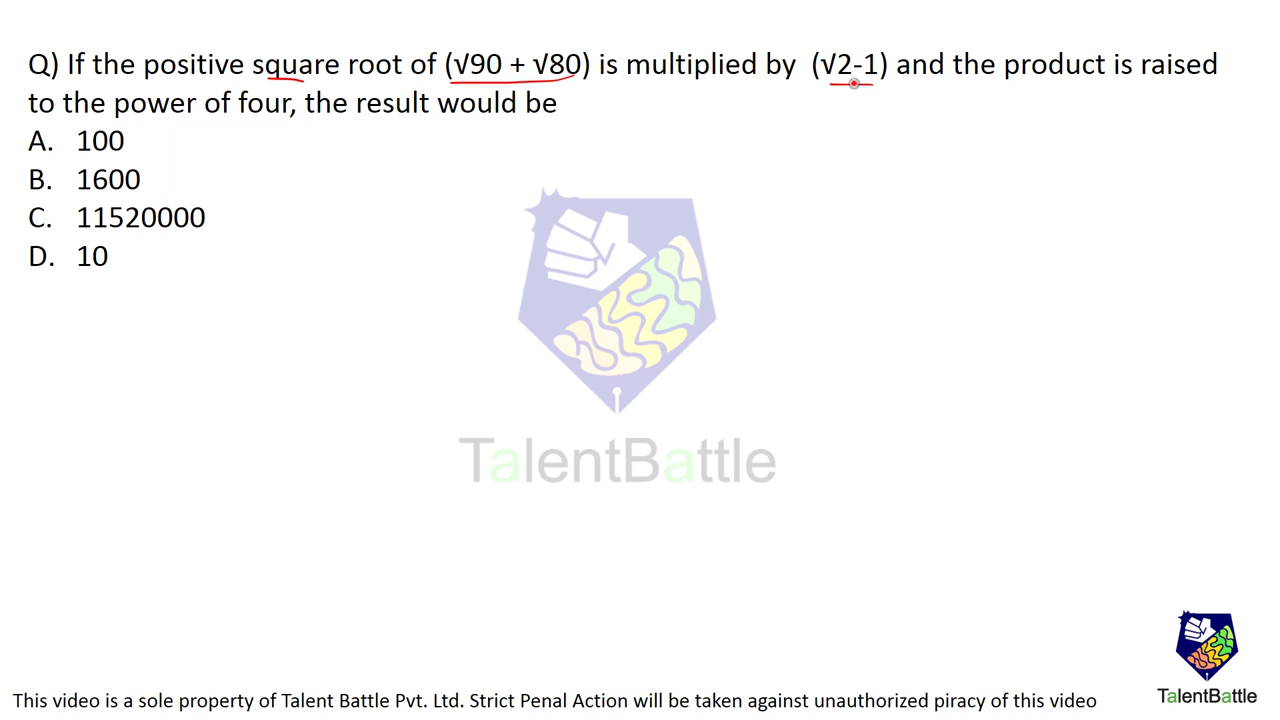 Q) If the positive square root of (√90 + √80) is multiplied by (√2-1) and the product is raised
to the power of four, the result would be
A. 100
B. 1600
C. 11520000
D. 10
TalentBattle
TalentBattle
This video is a sole property of Talent Battle Pvt. Ltd. Strict Penal Action will be taken against unauthorized piracy of this video